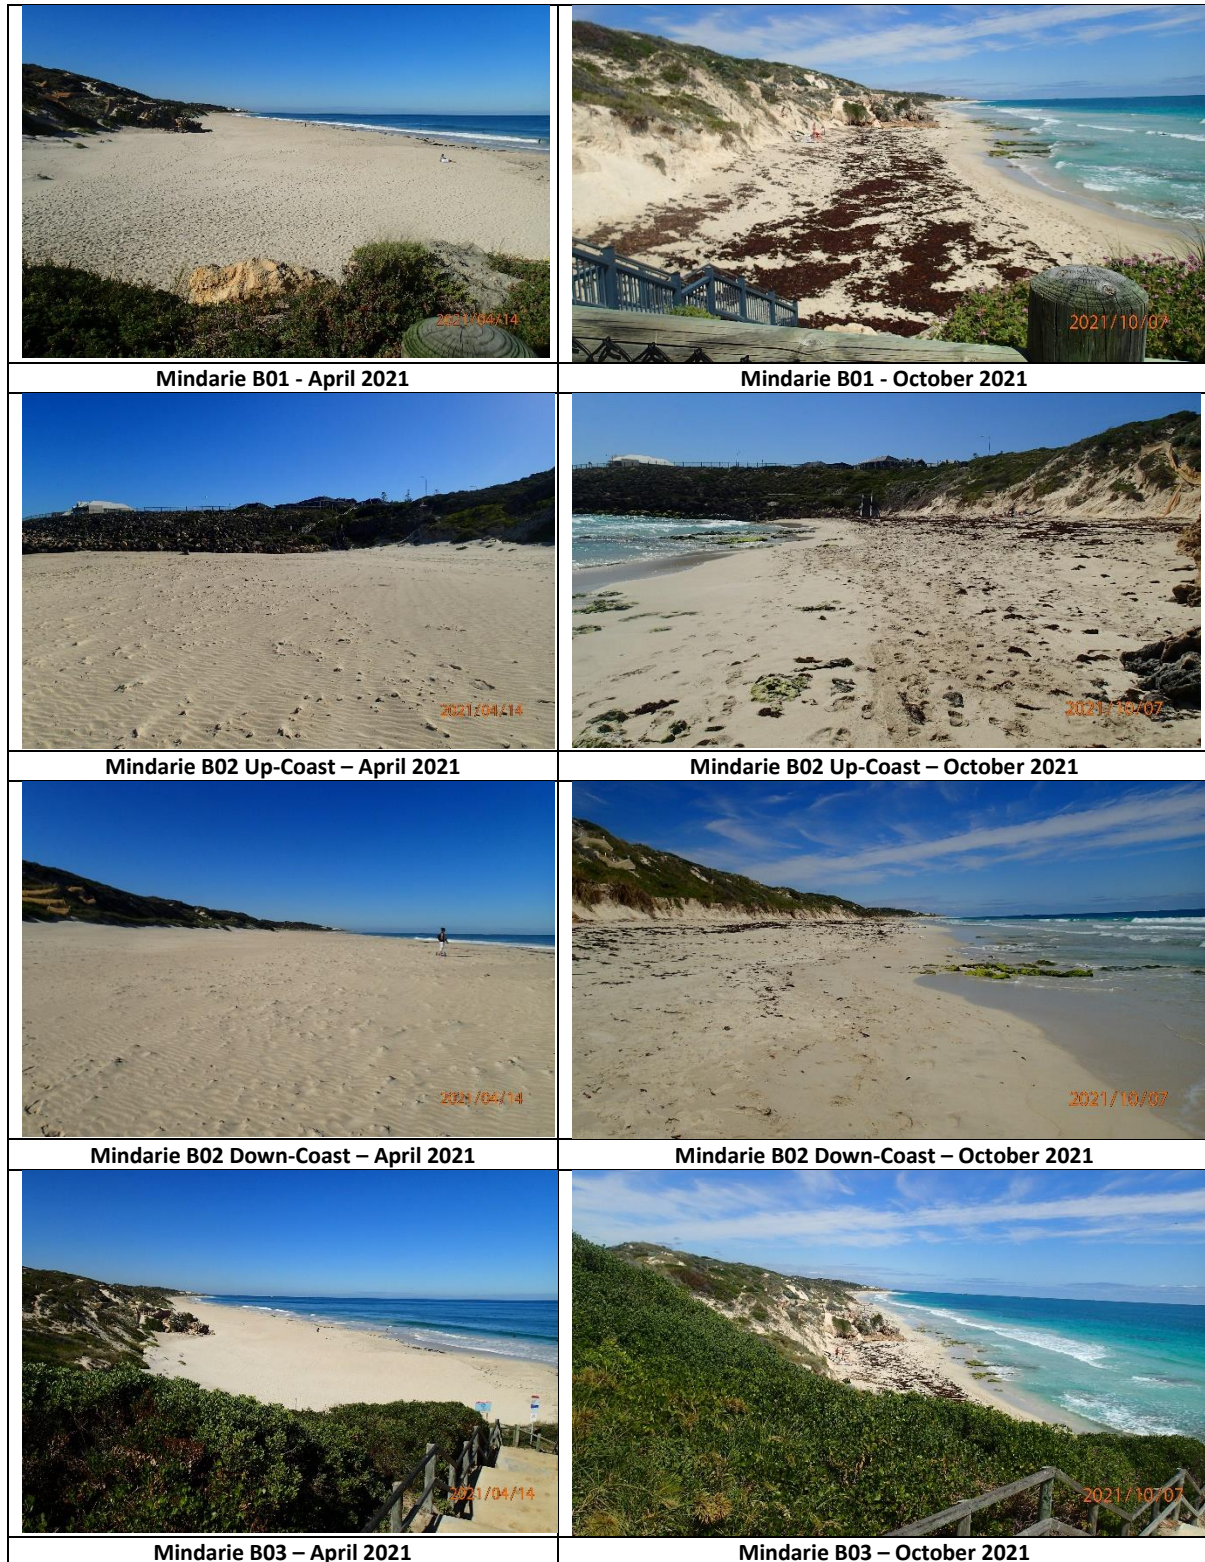 2021/04/14
2021/10/07
Mindarie B01 - April 2021
Mindarie B01 - October 2021
2021/04/14
2021/10/07
Mindarie B02 Up-Coast – April 2021
Mindarie B02 Up-Coast – October 2021
2021/04/14
2021/10/07
Mindarie B02 Down-Coast – April 2021
Mindarie B02 Down-Coast – October 2021
2021/04/14
2021/10/07
Mindarie B03 – April 2021
Mindarie B03 – October 2021